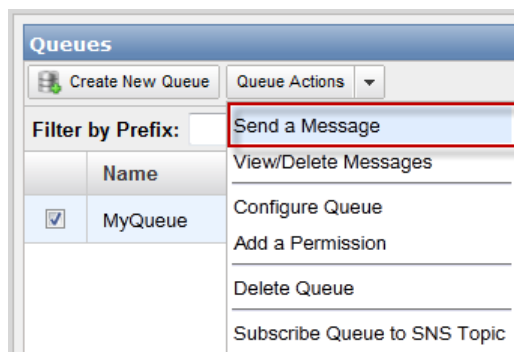 Queues
Create New Queue
Queue Actions
Filter by Prefix:
Send a Message
View/Delete Messages
Configure Queue
Add a Permission
Delete Queue
Subscribe Queue to SNS Topic
Name
MyQueue